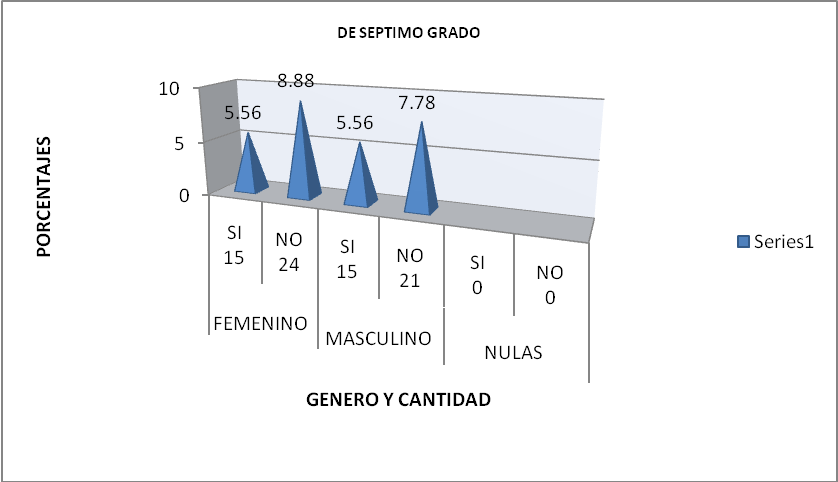 DE SEPTIMO GRADO
PORCENTAJES
10
5
0
5.56
8.88
5.56
7.78
SI
15
NO
24
SI
15
NO
21
SI
0
NO
0
FEMENINO
MASCULINO
NULAS
GENERO Y CANTIDAD
Series1